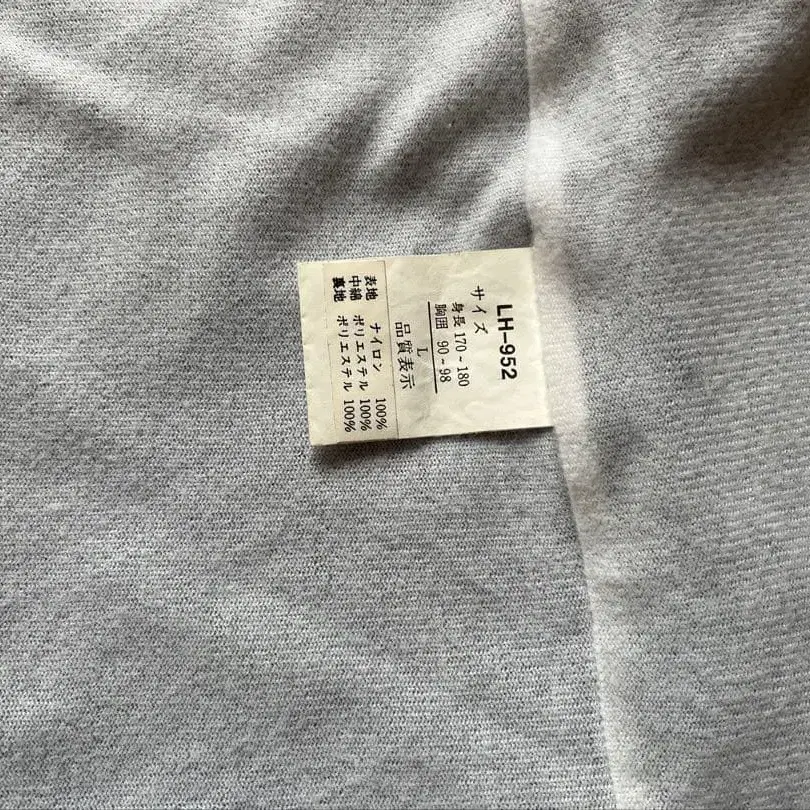 LH-952
サイズ
身長 170~180
胸囲 90-98
L
品質表示
表地 ナイロン 100%
中綿 ポリエステル 100%
裏地 ポリエステル 100%